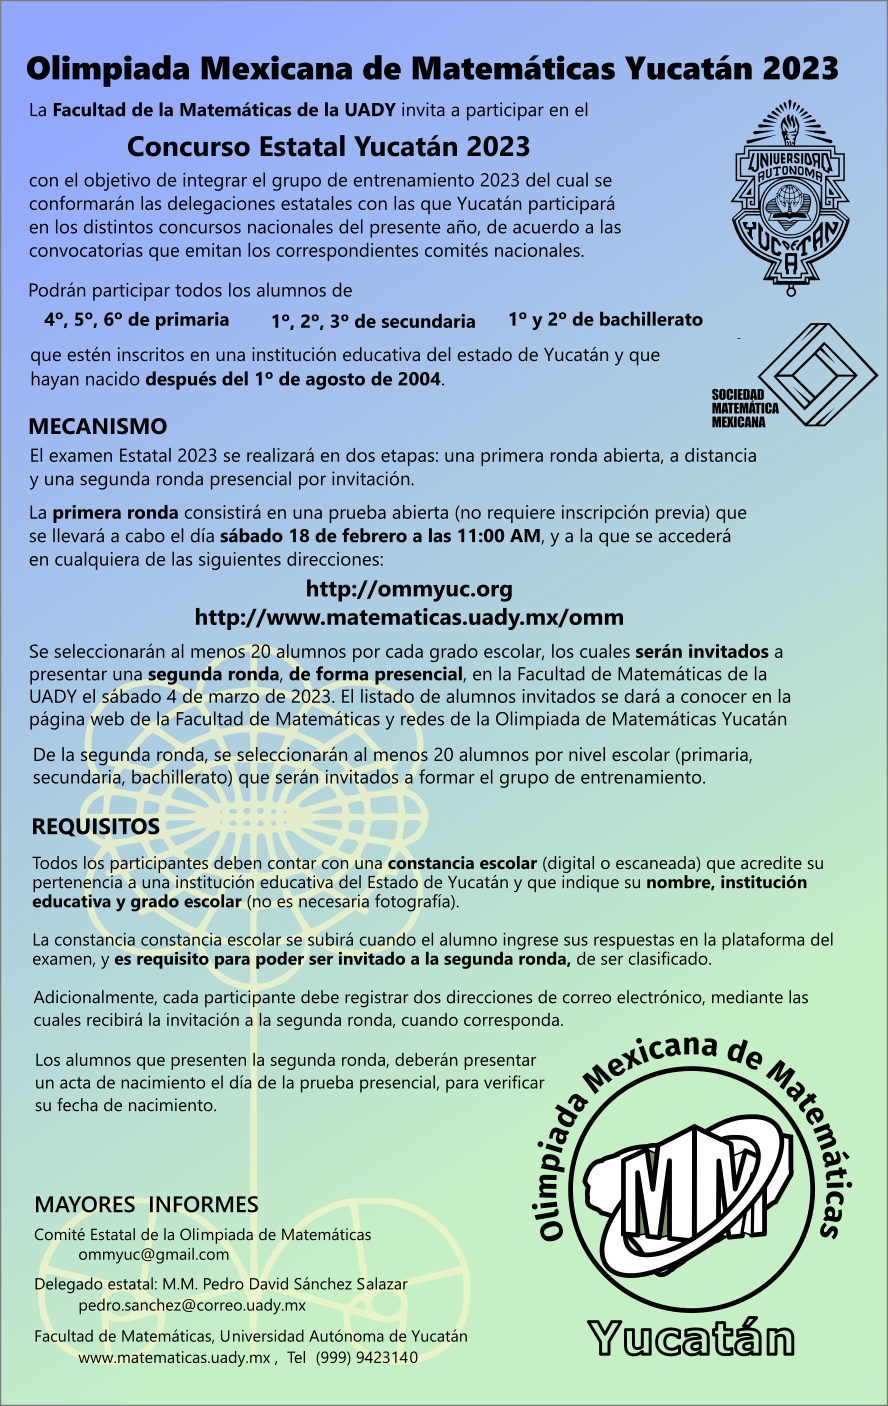 Olimpiada Mexicana de Matemáticas Yucatán 2023
La Facultad de la Matemáticas de la UADY invita a participar en el
Concurso Estatal Yucatán 2023
con el objetivo de integrar el grupo de entrenamiento 2023 del cual se
conformarán las delegaciones estatales con las que Yucatán participará
en los distintos concursos nacionales del presente año, de acuerdo a las
convocatorias que emitan los correspondientes comités nacionales.
UNIVERSIDAD
AUTONOMA
DE
YUCATAN
Podrán participar todos los alumnos de
4º, 5º, 6º de primaria 1º, 2º, 3º de secundaria 1º y 2º de bachillerato
que estén inscritos en una institución educativa del estado de Yucatán y que
hayan nacido después del 1º de agosto de 2004.
SOCIEDAD
MATEMÁTICA
MEXICANA
MECANISMO
El examen Estatal 2023 se realizará en dos etapas: una primera ronda abierta, a distancia
y una segunda ronda presencial por invitación.
La primera ronda consistirá en una prueba abierta (no requiere inscripción previa) que
se llevará a cabo el día sábado 18 de febrero a las 11:00 AM, y a la que se accederá
en cualquiera de las siguientes direcciones:
http://ommyuc.org
http://www.matematicas.uady.mx/omm
Se seleccionarán al menos 20 alumnos por cada grado escolar, los cuales serán invitados a
presentar una segunda ronda, de forma presencial, en la Facultad de Matemáticas de la
UADY el sábado 4 de marzo de 2023. El listado de alumnos invitados se dará a conocer en la
página web de la Facultad de Matemáticas y redes de la Olimpiada de Matemáticas Yucatán
De la segunda ronda, se seleccionarán al menos 20 alumnos por nivel escolar (primaria,
secundaria, bachillerato) que serán invitados a formar el grupo de entrenamiento.
REQUISITOS
Todos los participantes deben contar con una constancia escolar (digital o escaneada) que acredite su
pertenencia a una institución educativa del Estado de Yucatán y que indique su nombre, institución
educativa y grado escolar (no es necesaria fotografía).
La constancia constancia escolar se subirá cuando el alumno ingrese sus respuestas en la plataforma del
examen, y es requisito para poder ser invitado a la segunda ronda, de ser clasificado.
Adicionalmente, cada participante debe registrar dos direcciones de correo electrónico, mediante las
cuales recibirá la invitación a la segunda ronda, cuando corresponda.
Los alumnos que presenten la segunda ronda, deberán presentar
un acta de nacimiento el día de la prueba presencial, para verificar
su fecha de nacimiento.
Olimpiada Mexicana de Matemáticas
MM
Yucatán
MAYORES INFORMES
Comité Estatal de la Olimpiada de Matemáticas
ommyuc@gmail.com
Delegado estatal: M.M. Pedro David Sánchez Salazar
pedro.sanchez@correo.uady.mx
Facultad de Matemáticas, Universidad Autónoma de Yucatán
www.matematicas.uady.mx , Tel (999) 9423140